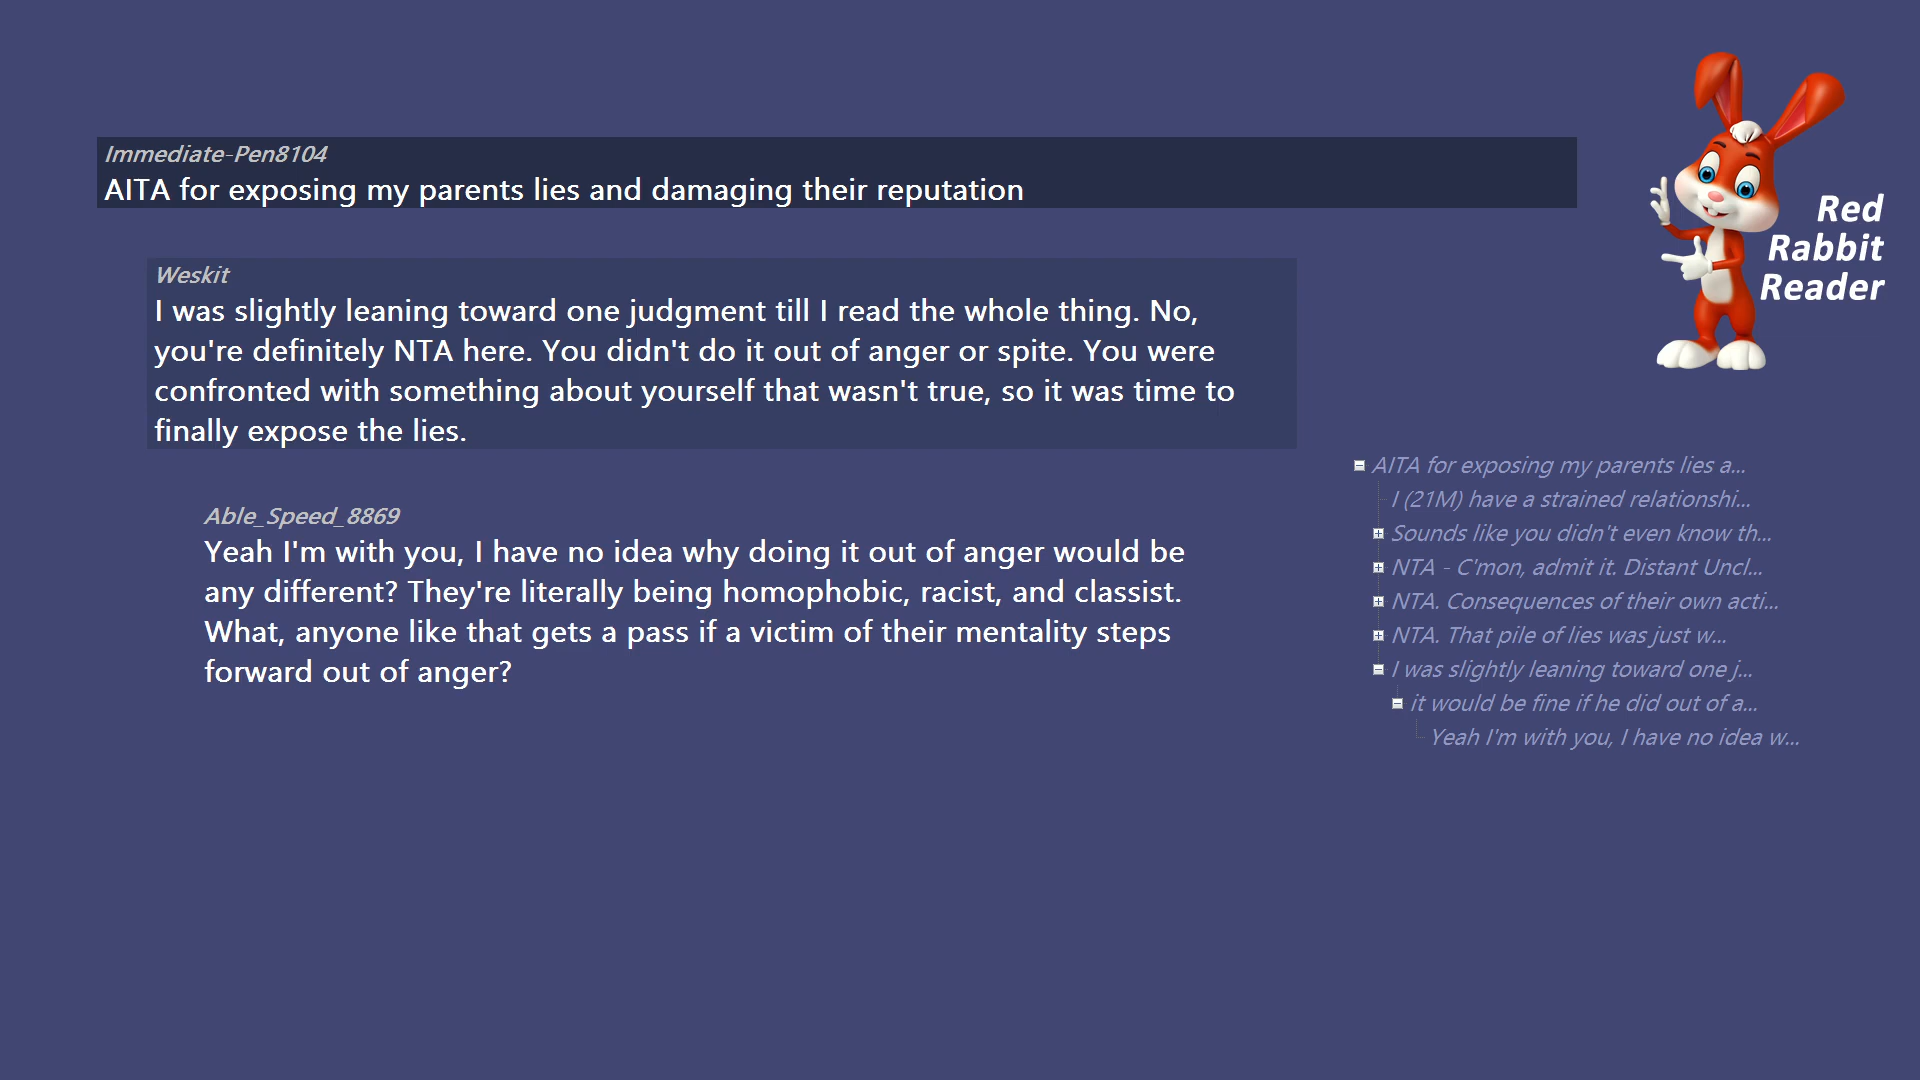 Immediate-Pen8104
AITA for exposing my parents lies and damaging their reputation
Weskit
I was slightly leaning toward one judgment till I read the whole thing. No,
you're definitely NTA here. You didn't do it out of anger or spite. You were
confronted with something about yourself that wasn't true, so it was time to
finally expose the lies.
Able_Speed_8869
Yeah I'm with you, I have no idea why doing it out of anger would be
any different? They're literally being homophobic, racist, and classist.
What, anyone like that gets a pass if a victim of their mentality steps
forward out of anger?
Red
Rabbit
Reader
AITA for exposing my parents lies a...
I (21M) have a strained relationshi...
Sounds like you didn't even know th...
NTA - C'mon, admit it. Distant Uncl...
NTA. Consequences of their own acti...
NTA. That pile of lies was just w...
I was slightly leaning toward one j...
it would be fine if he did out of a...
Yeah I'm with you, I have no idea w...